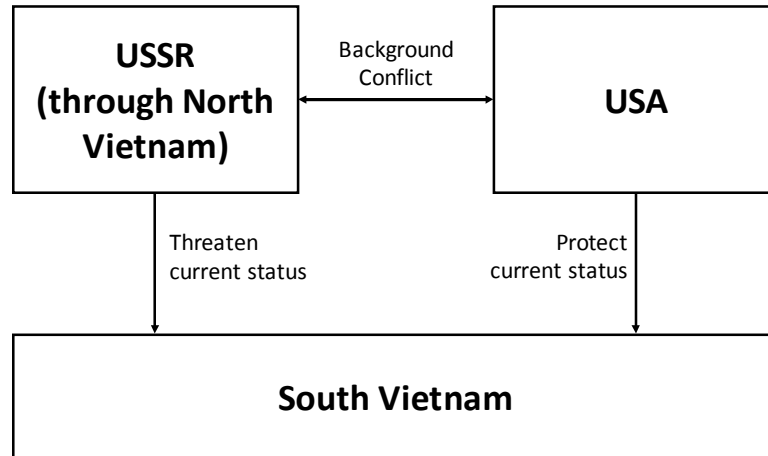 USSR
(through North
Vietnam)
Background
Conflict
USA
Threaten
current status
Protect
current status
South Vietnam